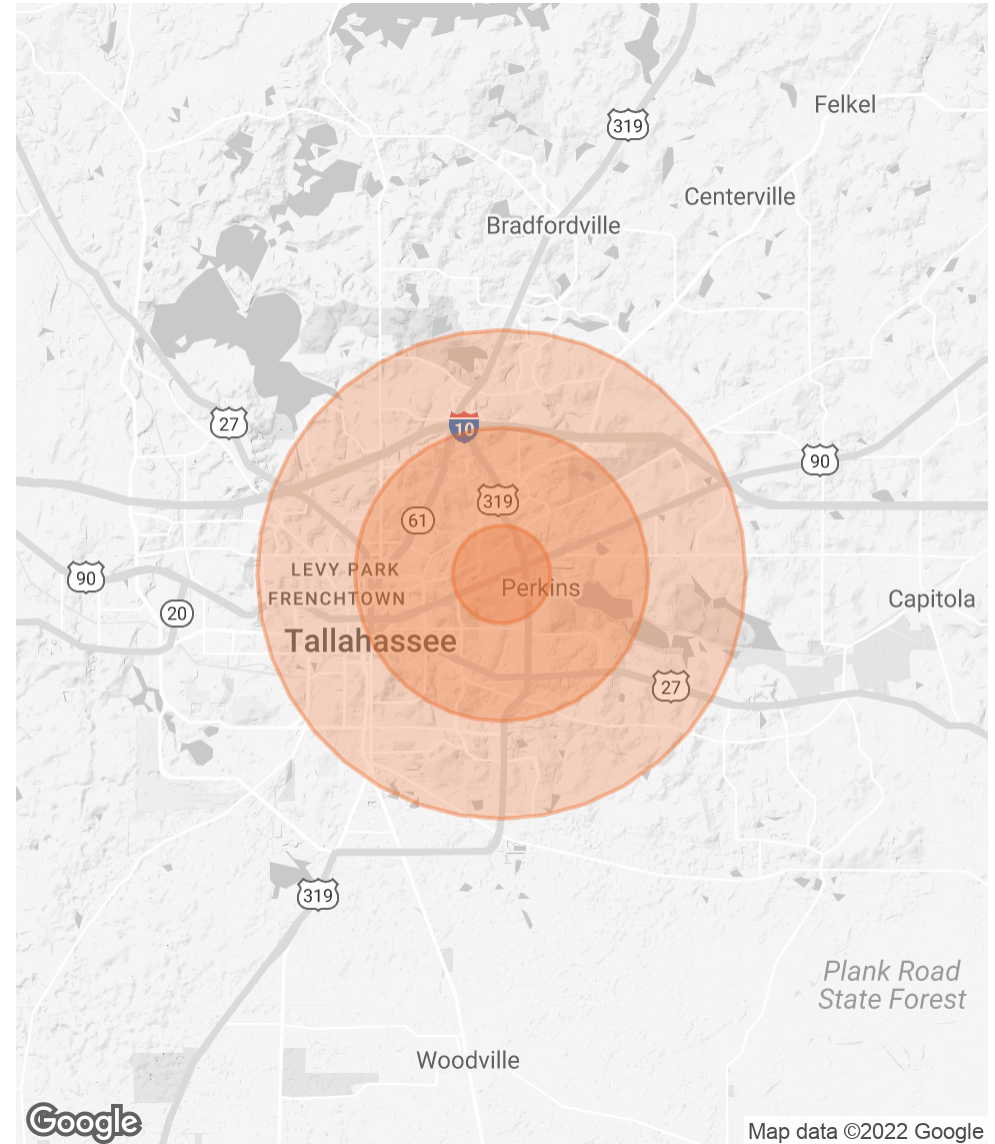 Felkel
319
Centerville
Bradfordville
27
10
90
319
61
LEVY PARK
90
Perkins
FRENCHTOWN
Capitola
20
Tallahassee
27
319
Plank Road
State Forest
Woodville
Google
Map data ©2022 Google